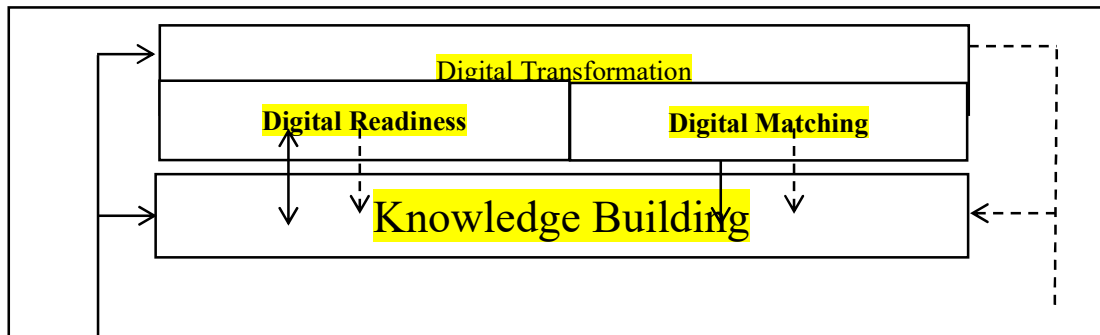 Digital Transformation
Digital Readiness
Digital Matching
Knowledge Building